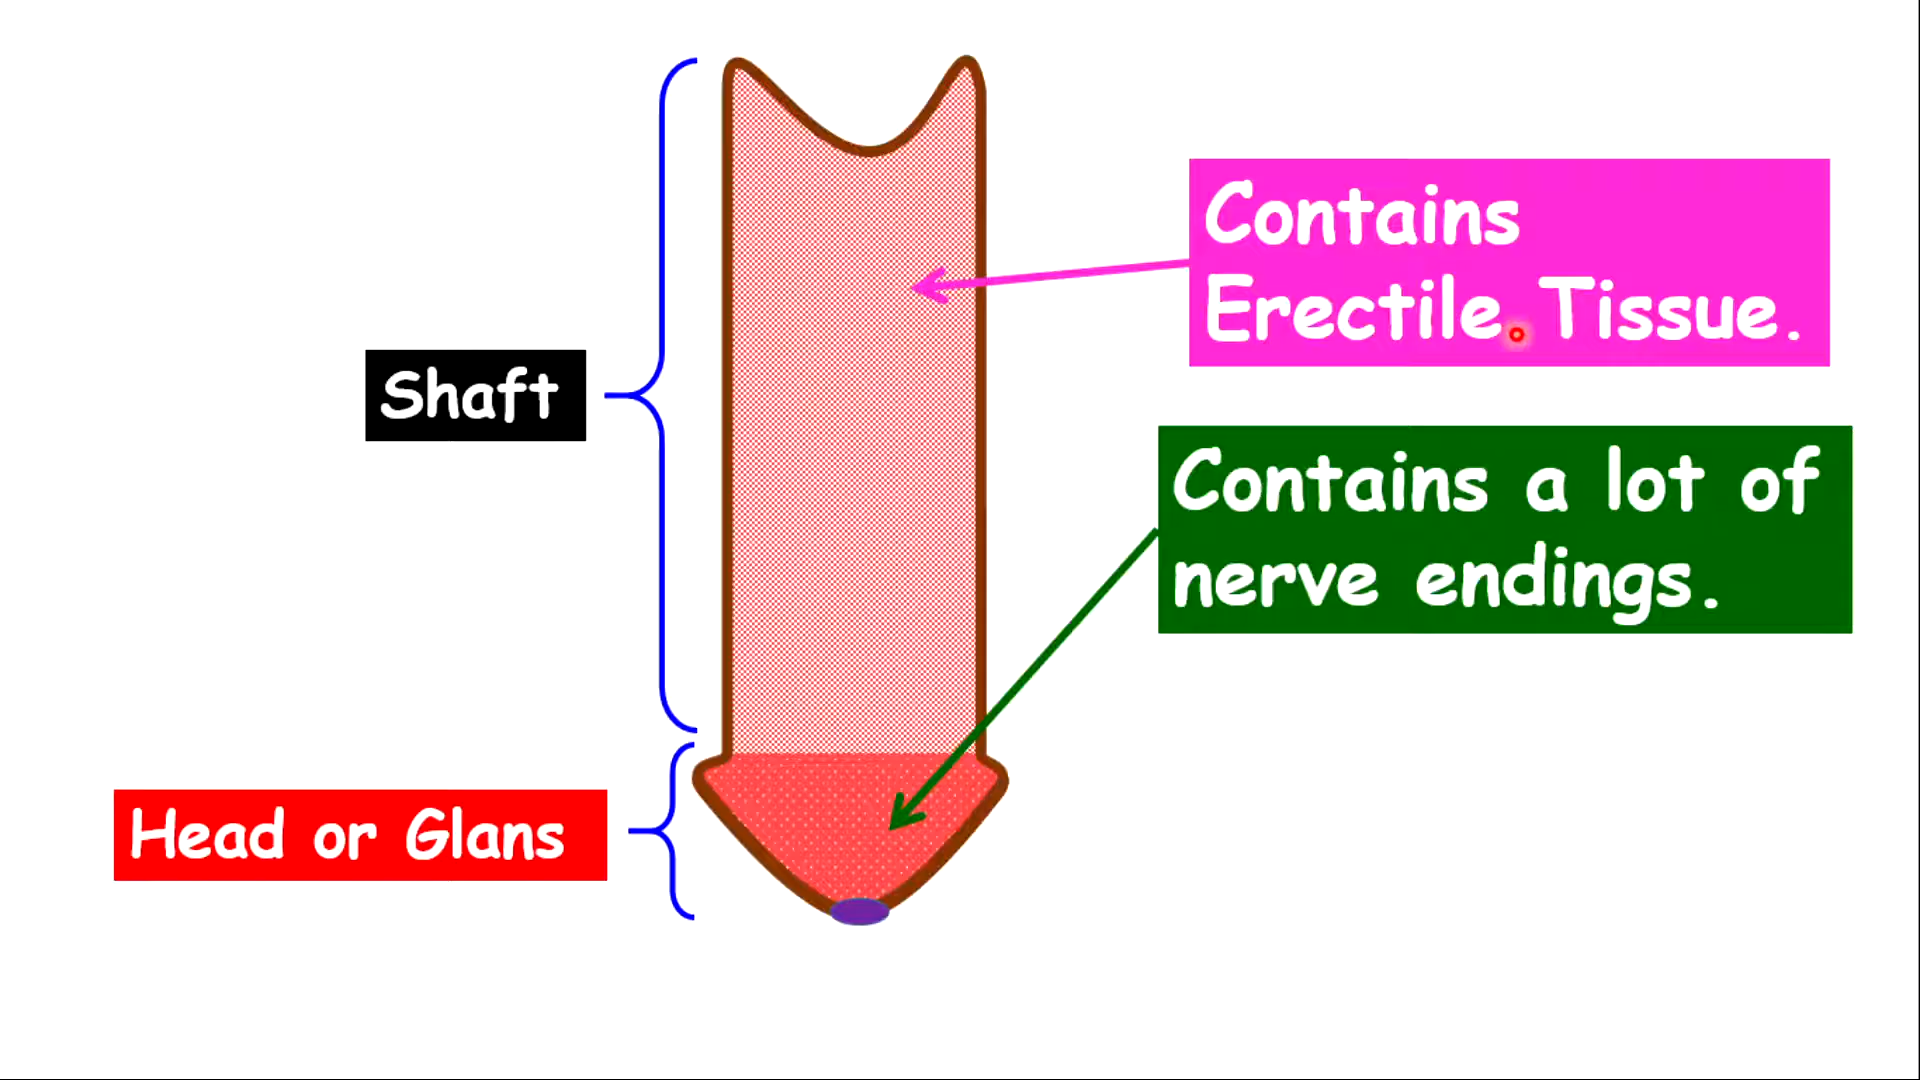 Contains
Erectile Tissue.
Shaft
Contains a lot of
nerve endings.
Head or Glans